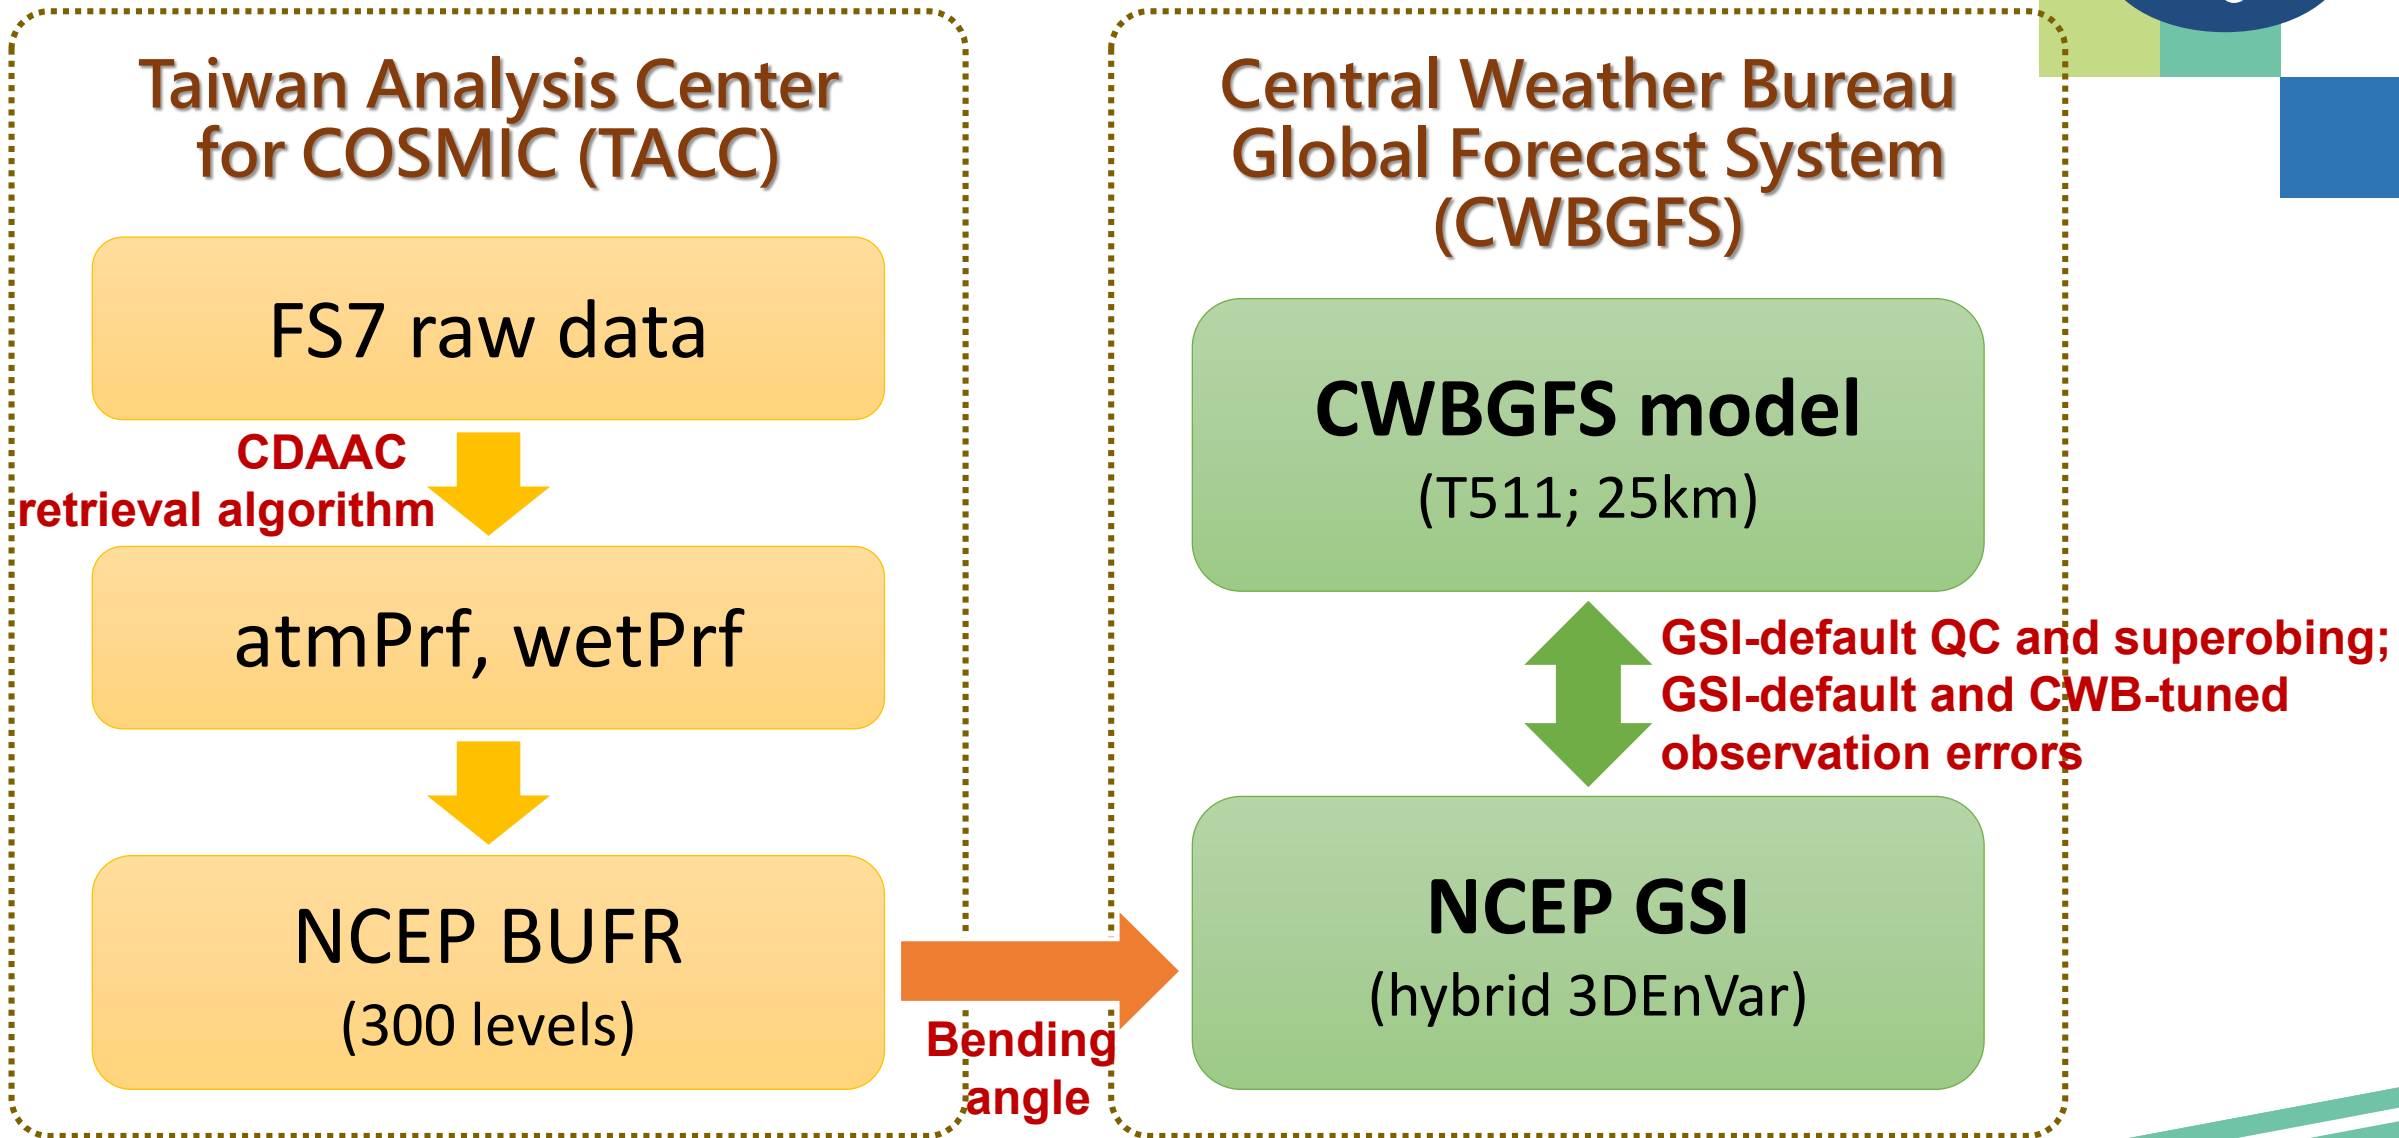 Taiwan Analysis Center
for COSMIC (TACC)
FS7 raw data
CDAAC
retrieval algorithm
atmPrf, wetPrf
NCEP BUFR
(300 levels)
Bending
angle
Central Weather Bureau
Global Forecast System
(CWBGFS)
CWBGFS model
(T511; 25km)
GSI-default QC and superobing;
GSI-default and CWB-tuned
observation errors
NCEP GSI
(hybrid 3DEnVar)